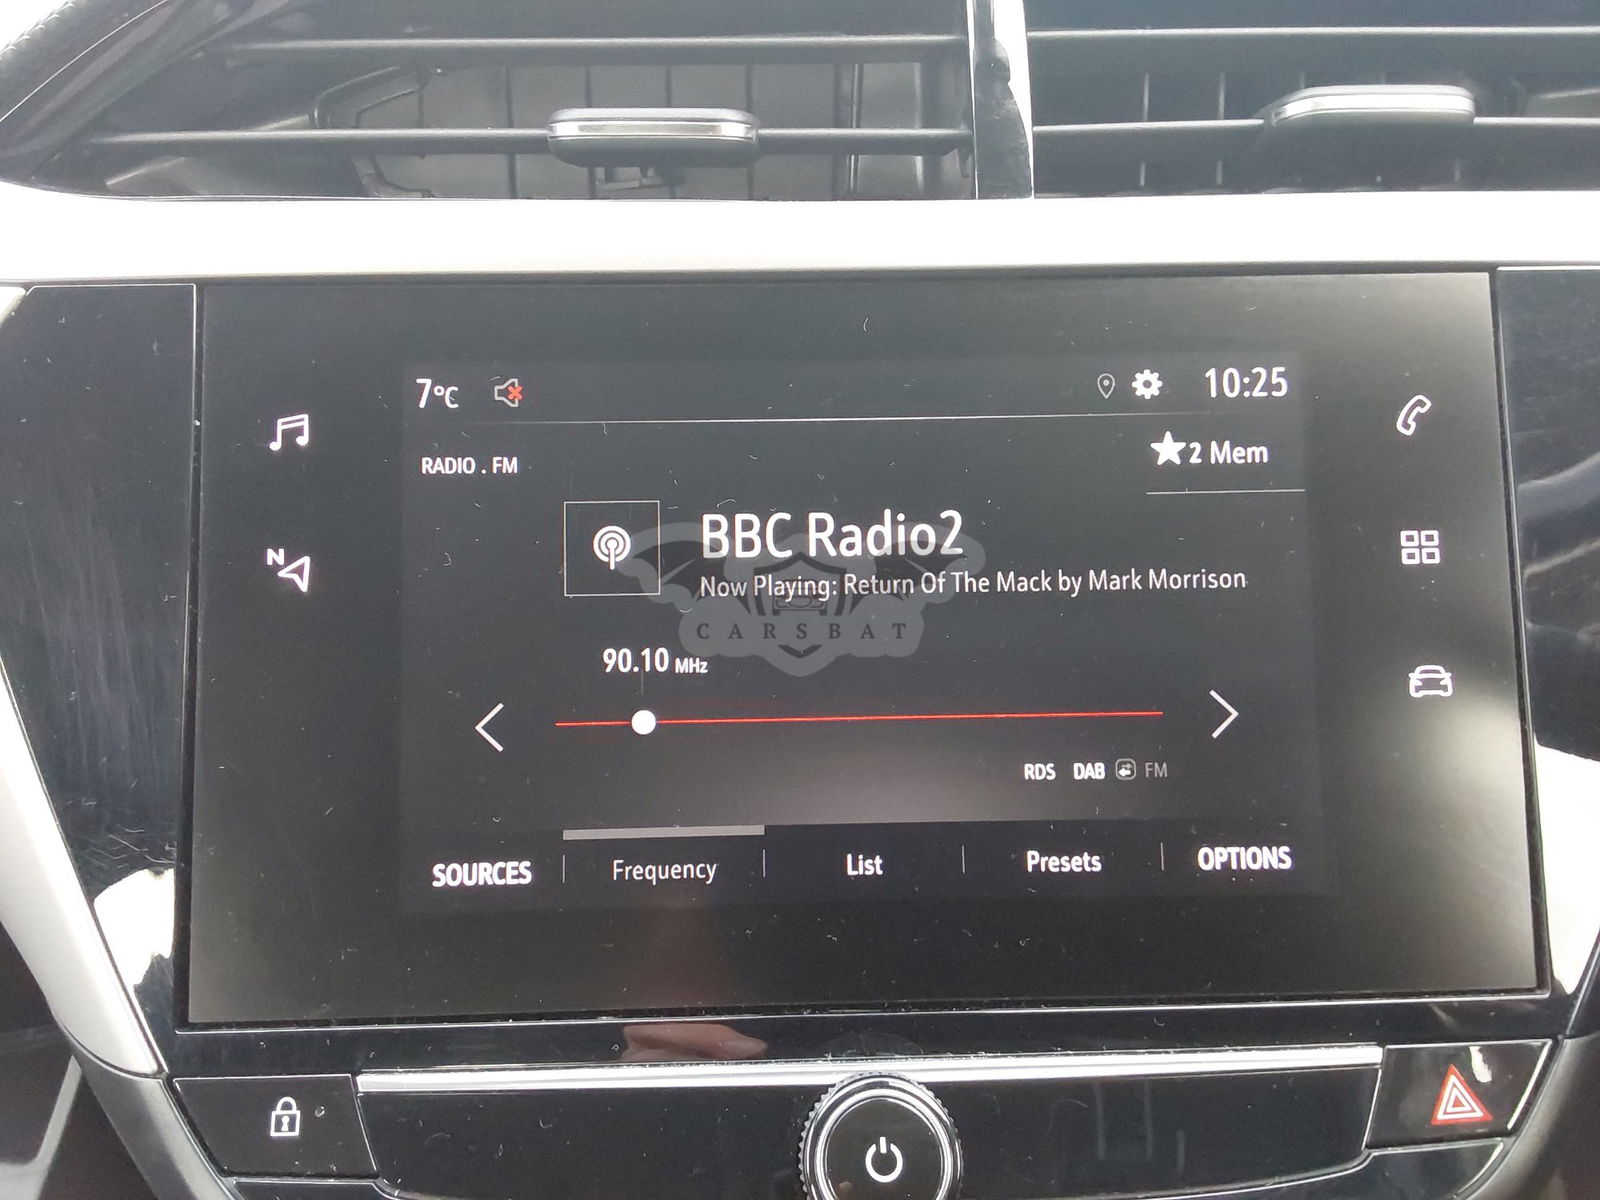 7°C
10:25
RADIO . FM
2 Mem
BBC Radio2
Now Playing: Return Of The Mack by Mark Morrison
CARSBAT
90.10 MHz
N
RDS DAB FM
SOURCES
Frequency
List
Presets
OPTIONS